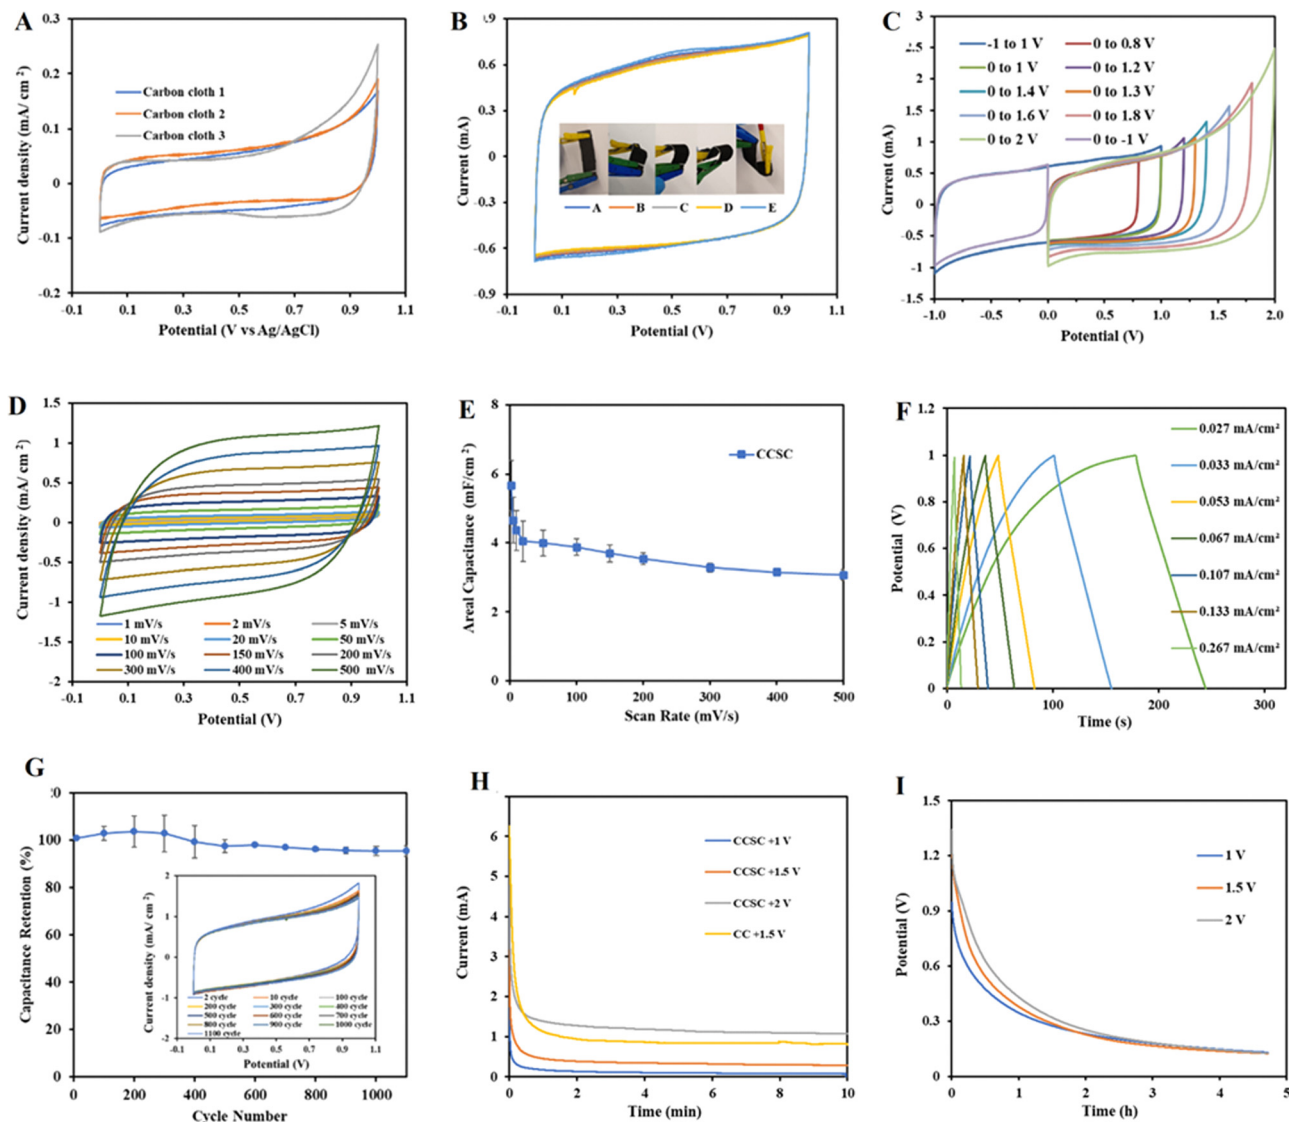 A
0.3
0.2
0.1
0
-0.1
-0.2
-0.1
0.1
0.3
0.5
0.7
0.9
1.1
Current density (mA/ cm 2)
Potential (V vs Ag/AgCl)
Carbon cloth 1
Carbon cloth 2
Carbon cloth 3
B
0.6
0.3
0
-0.3
-0.6
-0.9
-0.1
0.1
0.3
0.5
0.7
0.9
1.1
Current (mA)
Potential (V)
A B C D E
C
3
2.5
2
1.5
1
0.5
0
-0.5
-1
-1.5
-1.0
0.0
0.5
1.0
1.5
2.0
Current (mA)
Potential (V)
-1 to 1 V
0 to 0.8 V
0 to 1 V
0 to 1.2 V
0 to 1.4 V
0 to 1.3 V
0 to 1.6 V
0 to 1.8 V
0 to 2 V
0 to -1 V
D
1.5
1
0.5
0
-0.5
-1
-1.5
-2
-0.1
0.1
0.3
0.5
0.7
0.9
1.1
Current density (mA/ cm2)
Potential (V)
1 mV/s 2 mV/s 5 mV/s
10 mV/s 20 mV/s 50 mV/s
100 mV/s 150 mV/s 200 mV/s
300 mV/s 400 mV/s 500 mV/s
E
8
6
4
2
0
0
100
200
300
400
500
Areal Capacitance (mF/cm2)
Scan Rate (mV/s)
CCSC
F
1.2
1
0.8
0.6
0.4
0.2
0
0
100
200
300
Potential (V)
Time (s)
0.027 mA/cm²
0.033 mA/cm²
0.053 mA/cm²
0.067 mA/cm²
0.107 mA/cm²
0.133 mA/cm²
0.267 mA/cm²
G
100
80
60
40
20
0
0
200
400
600
800
1000
Capacitance Retention (%)
Cycle Number
2
1
0
-1
-2
-0.1
0.1
0.3
0.5
0.7
0.9
1.1
Current density (mA/ cm2)
Potential (V)
2 cycle 10 cycle 100 cycle
200 cycle 300 cycle 400 cycle
500 cycle 600 cycle 700 cycle
800 cycle 900 cycle 1000 cycle
1100 cycle
H
6
5
4
3
2
1
0
0
2
4
6
8
10
Current (mA)
Time (min)
CCSC +1 V
CCSC +1.5 V
CCSC +2 V
CC +1.5 V
I
1.5
1.2
0.9
0.6
0.3
0
0
1
2
3
4
5
Potential (V)
Time (h)
1 V
1.5 V
2 V